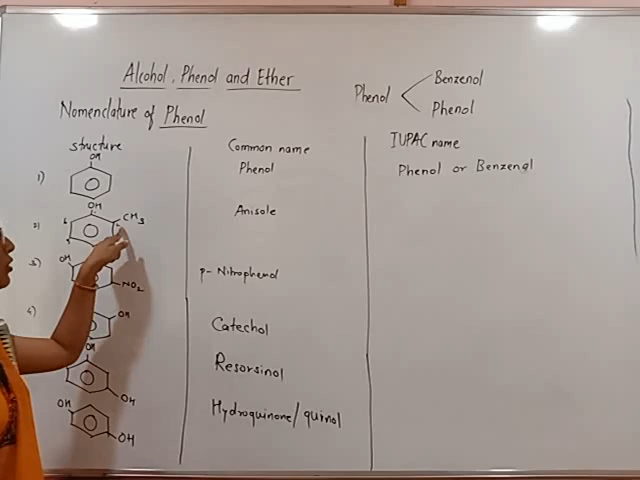 Alcohol, Phenol and Ether
Phenol
Benzenol
Phenol
Nomenclature of Phenol
structure
Common name
IUPAC name
1)
OH
Phenol
Phenol or Benzenol
2)
OH
CH3
Anisole
3)
OH
NO2
p- Nitrophenol
4)
OH
Catechol
OH
OH
Resorsinol
OH
OH
Hydroquinone/quinol